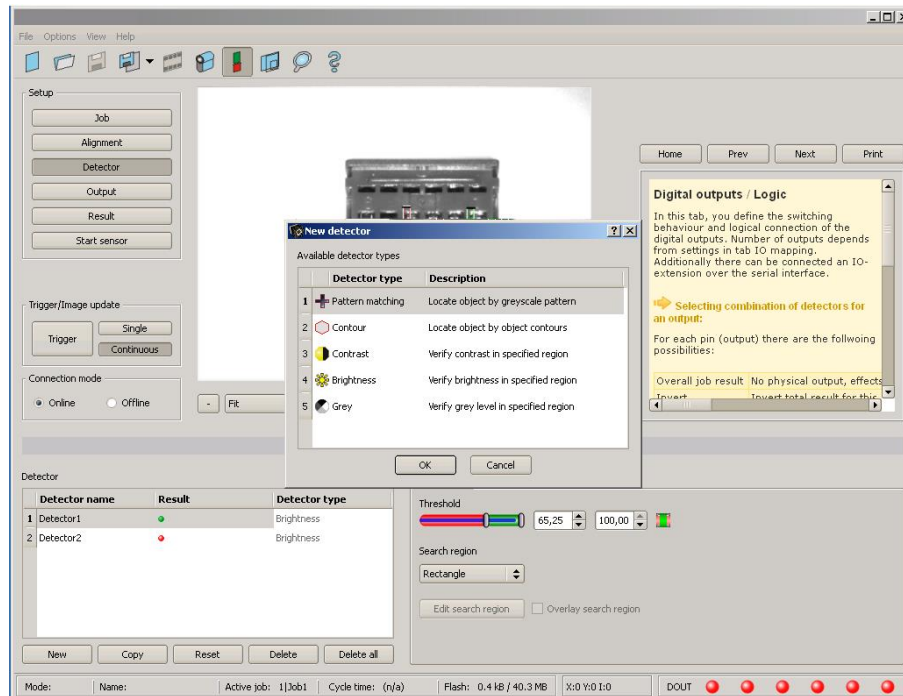 File Options View Help
Setup
Job
Alignment
Detector
Output
Result
Start sensor
Trigger/Image update
Trigger
Single
Continuous
Connection mode
Online
Offline
- Fit
Home
Prev
Next
Print
Digital outputs / Logic
In this tab, you define the switching
behaviour and logical connection of the
digital outputs. Number of outputs depends
from settings in tab IO mapping.
Additionally there can be connected an IO-
extension over the serial interface.
Selecting combination of detectors for
an output:
For each pin (output) there are the follwoing
possibilities:
Overall job result No physical output, effects
Invert Invert total result for this
New detector
Available detector types
Detector type Description
1 Pattern matching Locate object by greyscale pattern
2 Contour Locate object by object contours
3 Contrast Verify contrast in specified region
4 Brightness Verify brightness in specified region
5 Grey Verify grey level in specified region
OK
Cancel
Detector
Detector name Result Detector type
1 Detector1 Brightness
2 Detector2 Brightness
New
Copy
Reset
Delete
Delete all
Threshold
65,25
100,00
Search region
Rectangle
Edit search region
Overlay search region
Mode: Name: Active job: 1|Job1 Cycle time: (n/a) Flash: 0.4 kB / 40.3 MB X:0 Y:0 I:0 DOUT